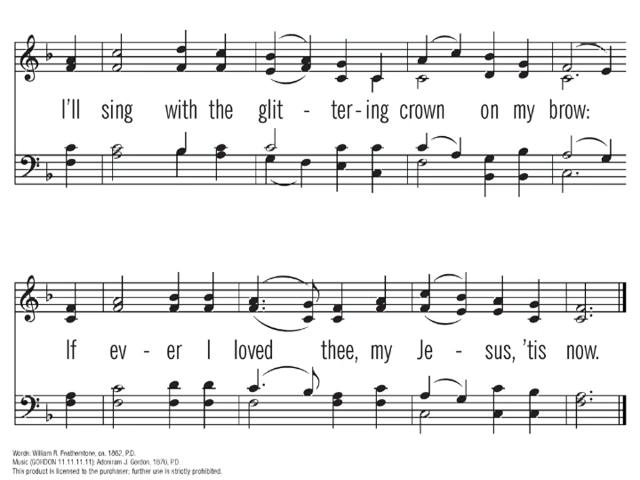 I'll sing with the glit - ter - ing crown on my brow:
If ev - er I loved thee, my Je - sus, 'tis now.
Words: William R. Featherstone, ca. 1862, P.D.
Music (GORDON 11.11.11.11): Adoniram J. Gordon, 1876, P.D.
This product is licensed to the purchaser; further use is strictly prohibited.